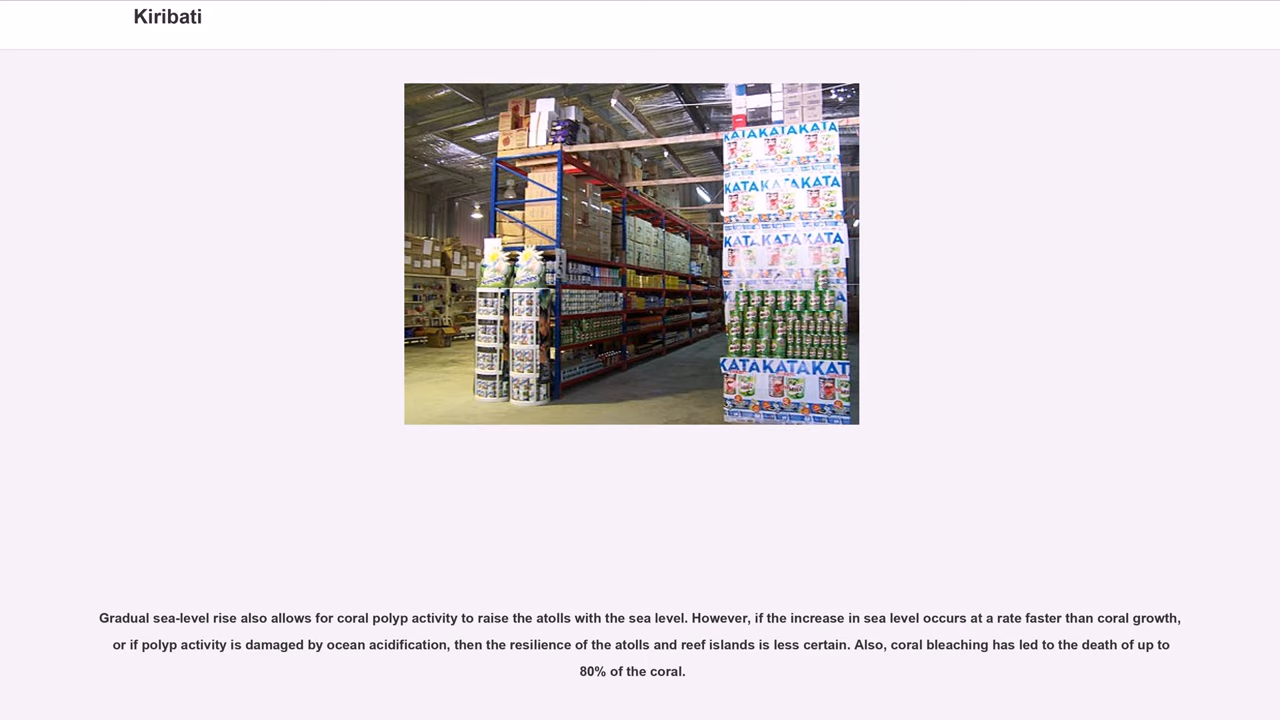 Kiribati
KATAKATAKATA
KATAKATAKATA
KATAKATAKATA
KATAKATAKAT
Gradual sea-level rise also allows for coral polyp activity to raise the atolls with the sea level. However, if the increase in sea level occurs at a rate faster than coral growth,
or if polyp activity is damaged by ocean acidification, then the resilience of the atolls and reef islands is less certain. Also, coral bleaching has led to the death of up to
80% of the coral.